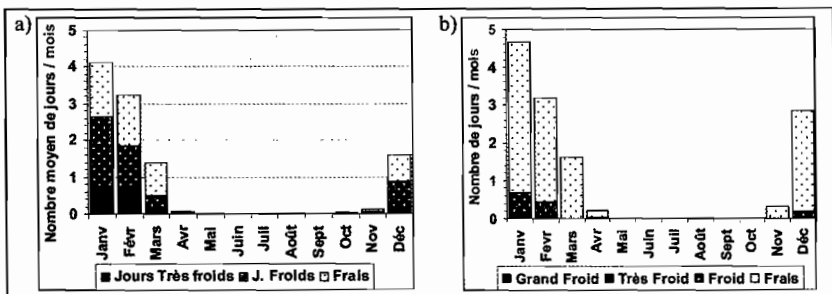 a)
Nombre moyen de jours / mois
5
4
3
2
1
0
Janv
Févr
Mars
Avr
Mai
Juin
Juil
Août
Sept
Oct
Nov
Déc
Jours Très froids J. Froids Frais
b)
Nombre de jours / mois
5
4
3
2
1
0
Janv
Fevr
Mars
Avr
Mai
Juin
Juil
Août
Sept
Oct
Nov
Déc
Grand Froid Très Froid Froid Frais